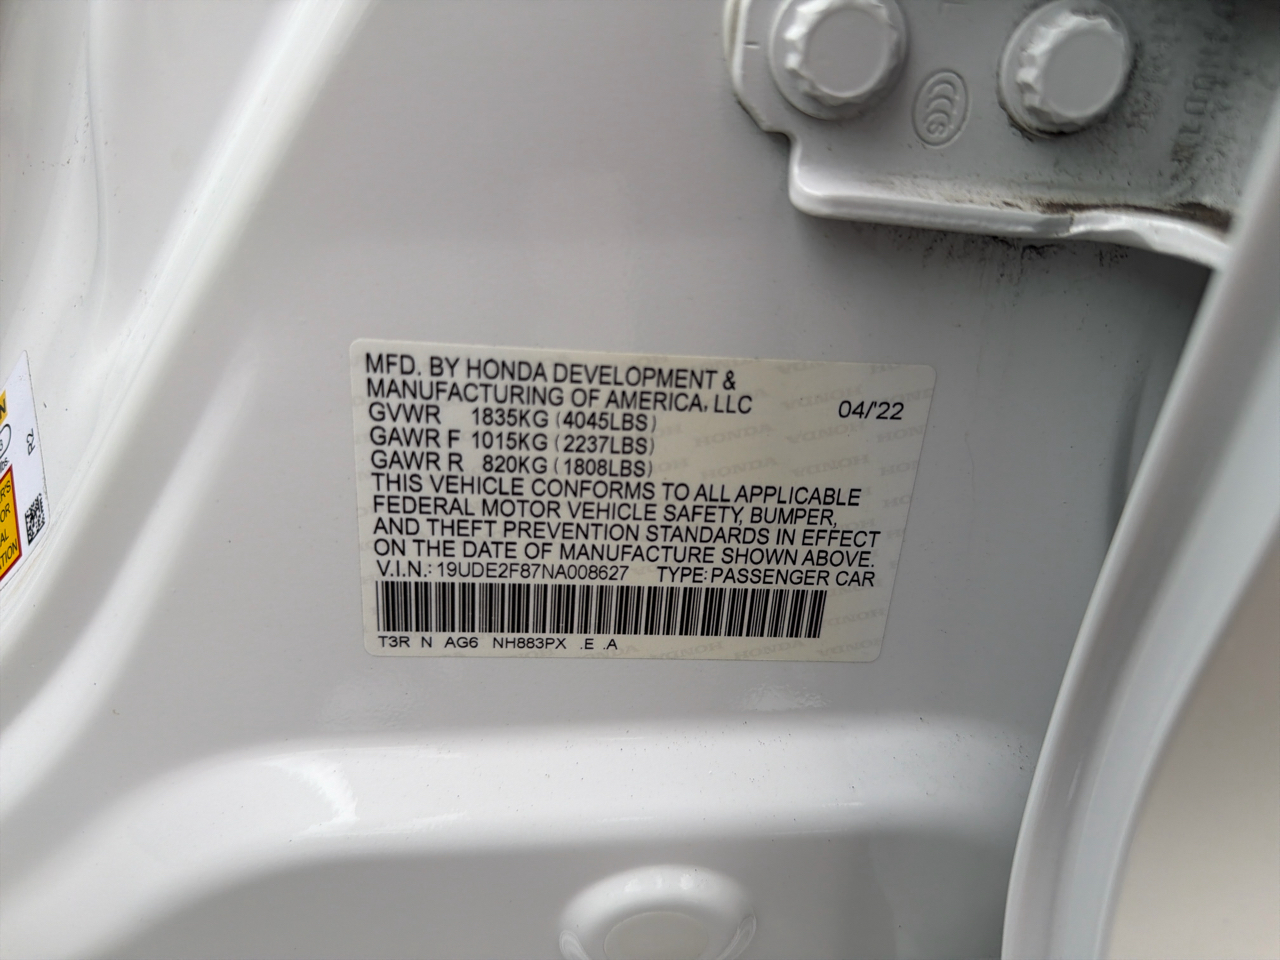 MFD. BY HONDA DEVELOPMENT &
MANUFACTURING OF AMERICA, LLC 04/'22
GVWR 1835KG (4045LBS)
GAWR F 1015KG (2237LBS)
GAWR R 820KG (1808LBS)
THIS VEHICLE CONFORMS TO ALL APPLICABLE
FEDERAL MOTOR VEHICLE SAFETY, BUMPER,
AND THEFT PREVENTION STANDARDS IN EFFECT
ON THE DATE OF MANUFACTURE SHOWN ABOVE.
V.I.N.: 19UDE2F87NA008627 TYPE: PASSENGER CAR
T3R N AG6 NH883PX .E .A